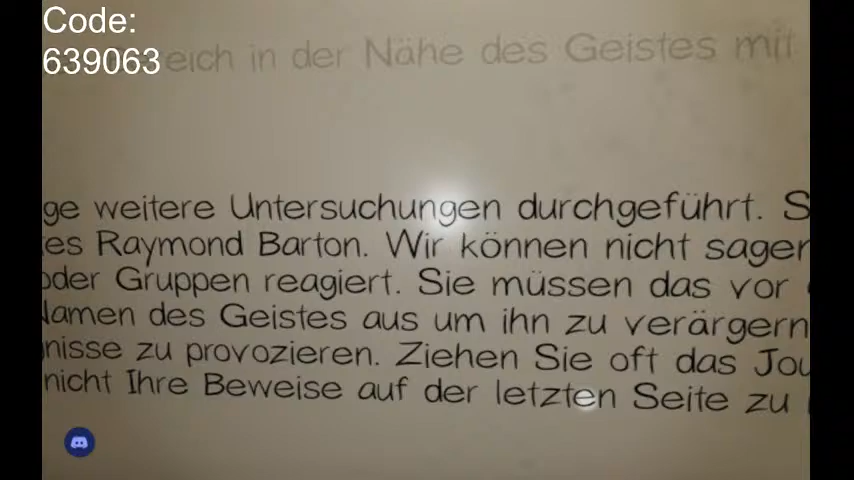 Code:
639063
eich in der Nähe des Geistes mit
ge weitere Untersuchungen durchgeführt. S
es Raymond Barton. Wir können nicht sagen
oder Gruppen reagiert. Sie müssen das vor
Namen des Geistes aus um ihn zu verärgern
nisse zu provozieren. Ziehen Sie oft das Jou
nicht Ihre Beweise auf der letzten Seite zu